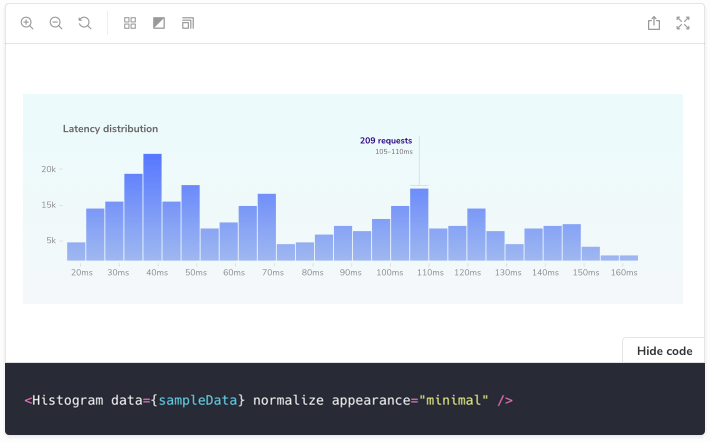 Latency distribution
209 requests
105–110ms
20k
15k
5k
20ms 30ms 40ms 50ms 60ms 70ms 80ms 90ms 100ms 110ms 120ms 130ms 140ms 150ms 160ms
Hide code
<Histogram data={sampleData} normalize appearance="minimal" />